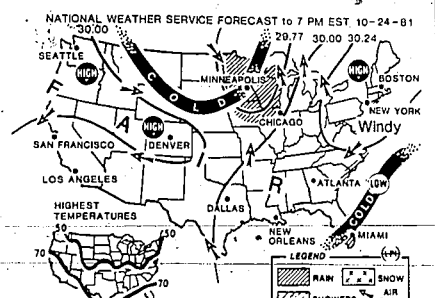 NATIONAL WEATHER SERVICE FORECAST to 7 PM EST 10-24-81
30.00
29.77 30.00 30.24
SEATTLE
HIGH
COLD
MINNEAPOLIS
HIGH
BOSTON
NEW YORK
Windy
CHICAGO
FAIR
HIGH
DENVER
SAN FRANCISCO
LOS ANGELES
ATLANTA
LOW
COLD
DALLAS
NEW ORLEANS
MIAMI
HIGHEST
TEMPERATURES
50
50
70
70
LEGEND
RAIN
SNOW
SHOWERS
AIR